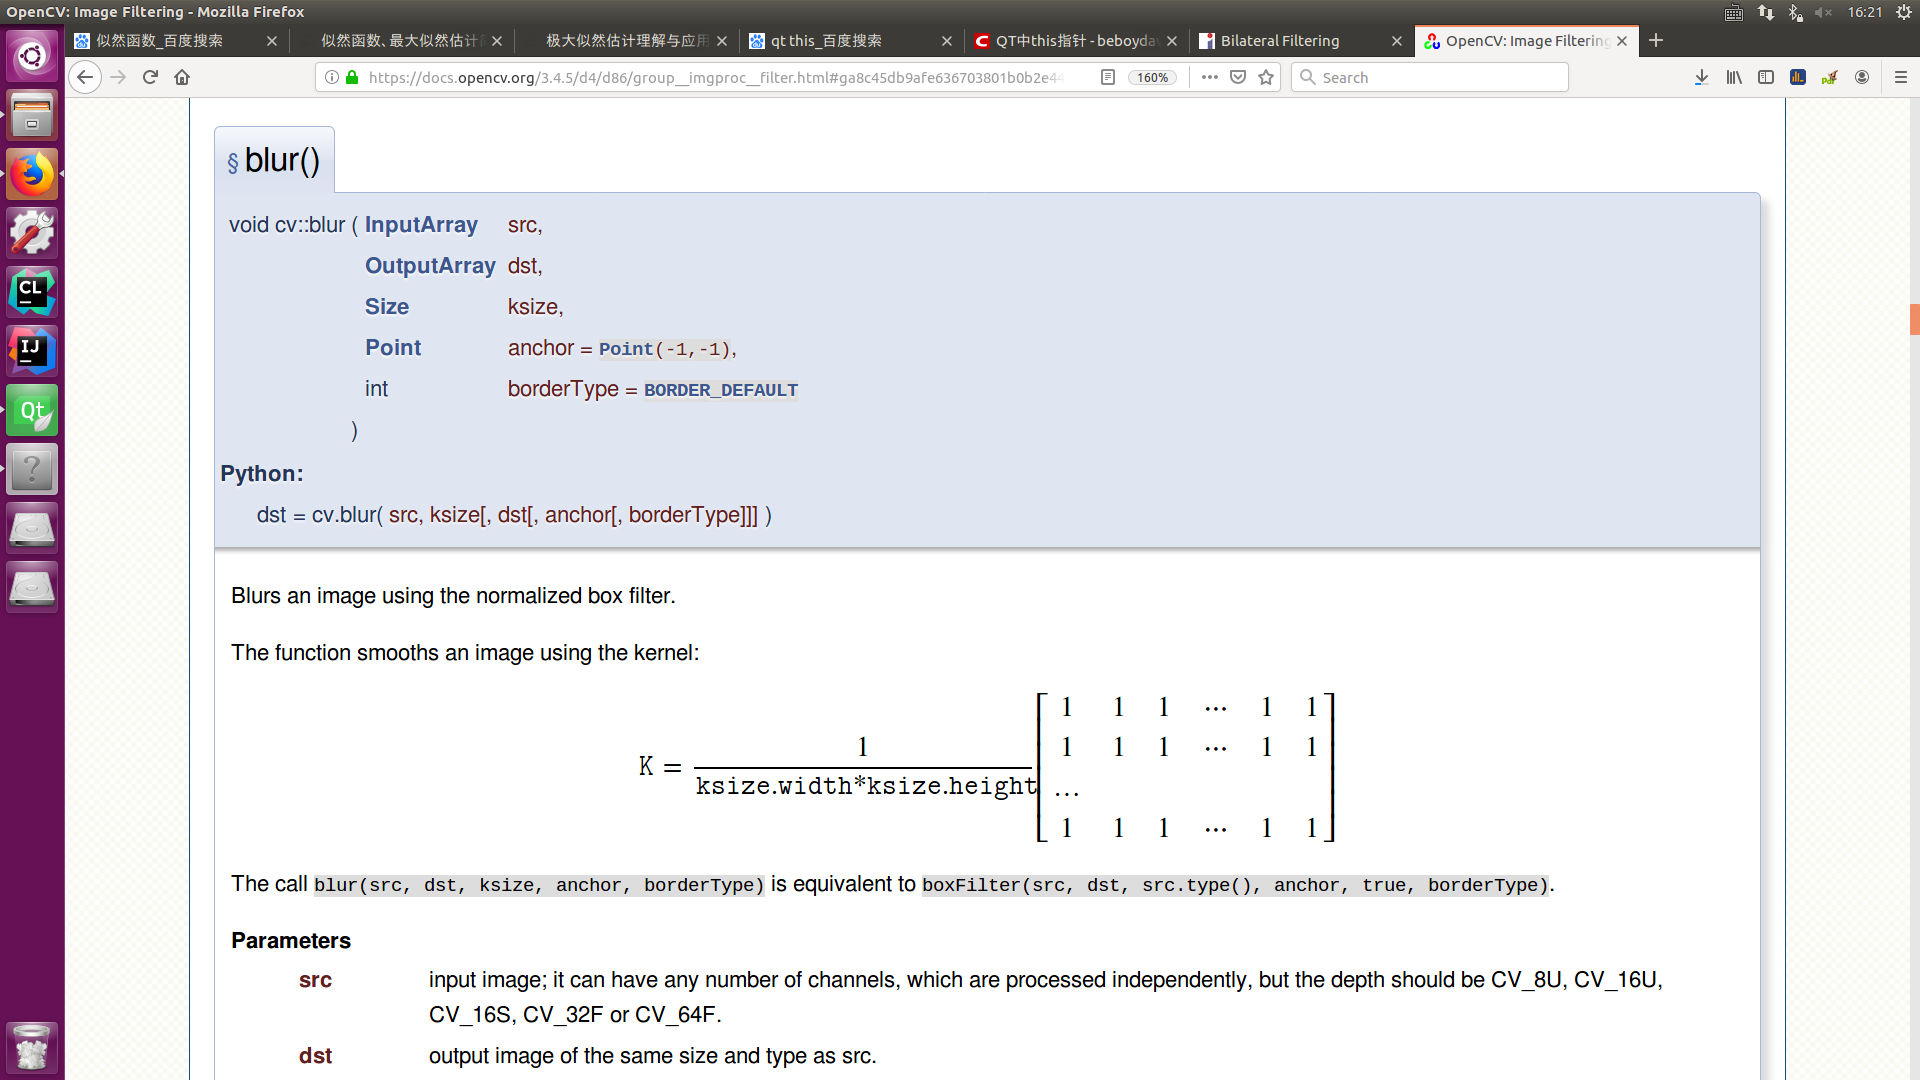 OpenCV: Image Filtering - Mozilla Firefox
16:21
似然函数_百度搜索
似然函数、最大似然估计
极大似然估计理解与应用
qt this_百度搜索
QT中this指针 - beboyda
Bilateral Filtering
OpenCV: Image Filtering
https://docs.opencv.org/3.4.5/d4/d86/group__imgproc__filter.html#ga8c45db9afe636703801b0b2e44
160%
Search
§ blur()
void cv::blur ( InputArray src,
OutputArray dst,
Size ksize,
Point anchor = Point(-1,-1),
int borderType = BORDER_DEFAULT
)
Python:
dst = cv.blur( src, ksize[, dst[, anchor[, borderType]]] )
Blurs an image using the normalized box filter.
The function smooths an image using the kernel:
K = 1 / ksize.width*ksize.height
1 1 1 ··· 1 1
1 1 1 ··· 1 1
...
1 1 1 ··· 1 1
The call blur(src, dst, ksize, anchor, borderType) is equivalent to boxFilter(src, dst, src.type(), anchor, true, borderType).
Parameters
src input image; it can have any number of channels, which are processed independently, but the depth should be CV_8U, CV_16U,
CV_16S, CV_32F or CV_64F.
dst output image of the same size and type as src.
CL
IJ
Qt
?